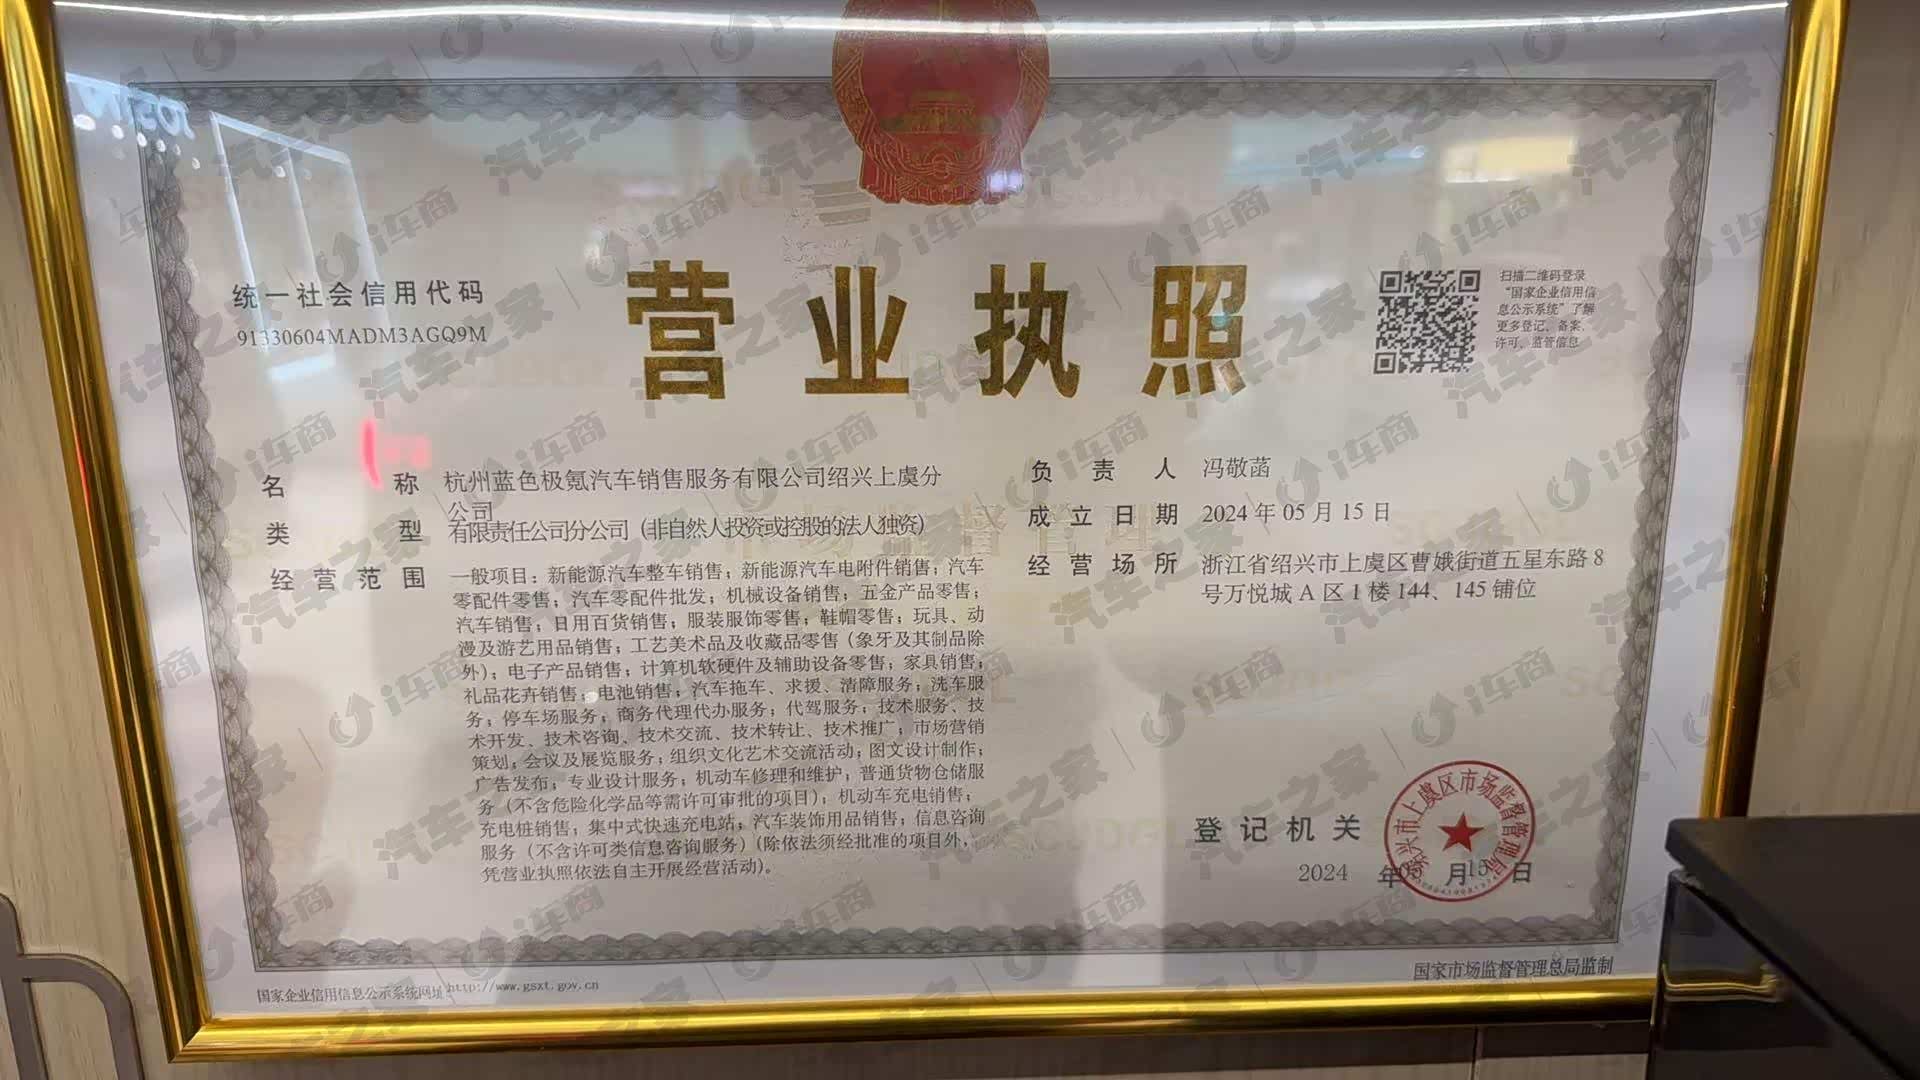 营业执照
统一社会信用代码
91330604MADM3AGQ9M
扫描二维码登录
“国家企业信用信
息公示系统”了解
更多登记、备案、
许可、监管信息
名称 杭州蓝色极氪汽车销售服务有限公司绍兴上虞分
公司
类型 有限责任公司分公司（非自然人投资或控股的法人独资）
经营范围 一般项目：新能源汽车整车销售；新能源汽车电附件销售；汽车
零配件零售；汽车零配件批发；机械设备销售；五金产品零售；
汽车销售；日用百货销售；服装服饰零售；鞋帽零售；玩具、动
漫及游艺用品销售；工艺美术品及收藏品零售（象牙及其制品除
外）；电子产品销售；计算机软硬件及辅助设备零售；家具销售；
礼品花卉销售；电池销售；汽车拖车、求援、清障服务；洗车服
务；停车场服务；商务代理代办服务；代驾服务；技术服务、技
术开发、技术咨询、技术交流、技术转让、技术推广；市场营销
策划；会议及展览服务；组织文化艺术交流活动；图文设计制作；
广告发布；专业设计服务；机动车修理和维护；普通货物仓储服
务（不含危险化学品等需许可审批的项目）；机动车充电销售；
充电桩销售；集中式快速充电站；汽车装饰用品销售；信息咨询
服务（不含许可类信息咨询服务）（除依法须经批准的项目外，
凭营业执照依法自主开展经营活动）。
负责人 冯敬菡
成立日期 2024年05月15日
经营场所 浙江省绍兴市上虞区曹娥街道五星东路8
号万悦城A区1楼144、145铺位
登记机关
绍兴市上虞区市场监督管理局
2024 年 月15日
国家企业信用信息公示系统网址 http://www.gsxt.gov.cn
国家市场监督管理总局监制
汽车之家 i车商